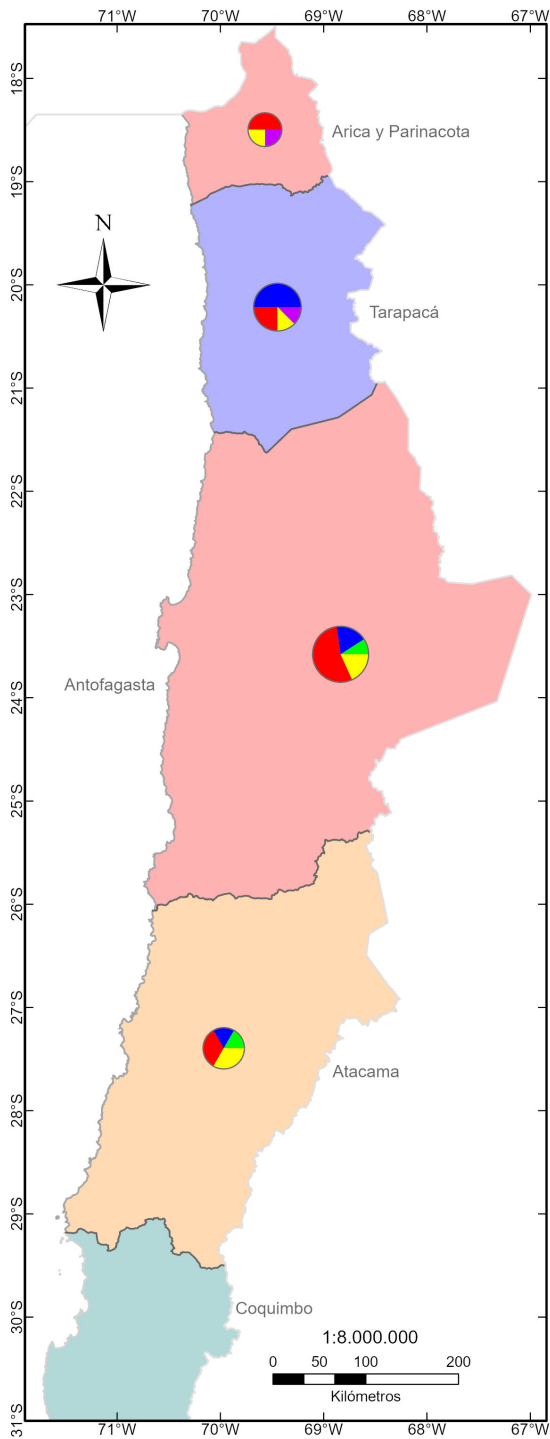 71°W 70°W 69°W 68°W 67°W
18°S
Arica y Parinacota
19°S
N
20°S
Tarapacá
21°S
22°S
23°S
Antofagasta
24°S
25°S
26°S
27°S
Atacama
28°S
29°S
Coquimbo
30°S
1:8.000.000
0 50 100 200
Kilómetros
31°S
71°W 70°W 69°W 68°W 67°W